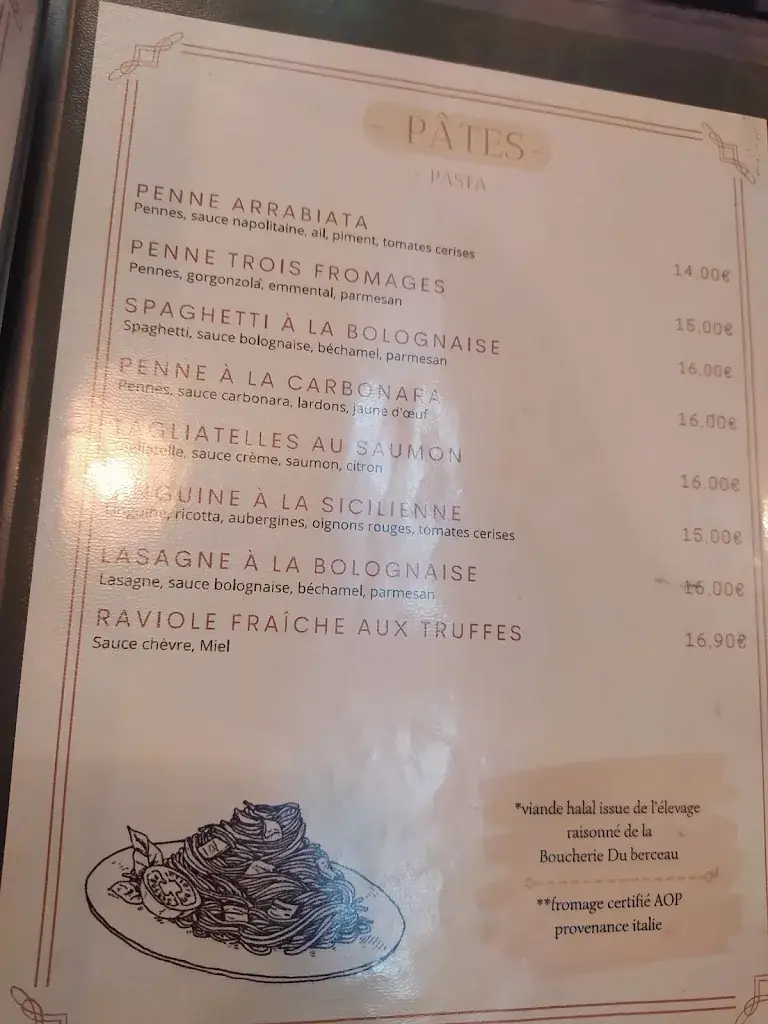 - PÂTES -
- PASTA -
PENNE ARRABIATA
Pennes, sauce napolitaine, ail, piment, tomates cerises
14,00€
PENNE TROIS FROMAGES
Pennes, gorgonzola, emmental, parmesan
15,00€
SPAGHETTI À LA BOLOGNAISE
Spaghetti, sauce bolognaise, béchamel, parmesan
16,00€
PENNE À LA CARBONARA
Pennes, sauce carbonara, lardons, jaune d'œuf
16,00€
TAGLIATELLES AU SAUMON
Tagliatelle, sauce crème, saumon, citron
16,00€
LINGUINE À LA SICILIENNE
Linguine, ricotta, aubergines, oignons rouges, tomates cerises
15,00€
LASAGNE À LA BOLOGNAISE
Lasagne, sauce bolognaise, béchamel, parmesan
16,00€
RAVIOLE FRAÎCHE AUX TRUFFES
Sauce chèvre, Miel
16,90€
*viande halal issue de l'élevage
raisonné de la
Boucherie Du berceau
**fromage certifié AOP
provenance italie